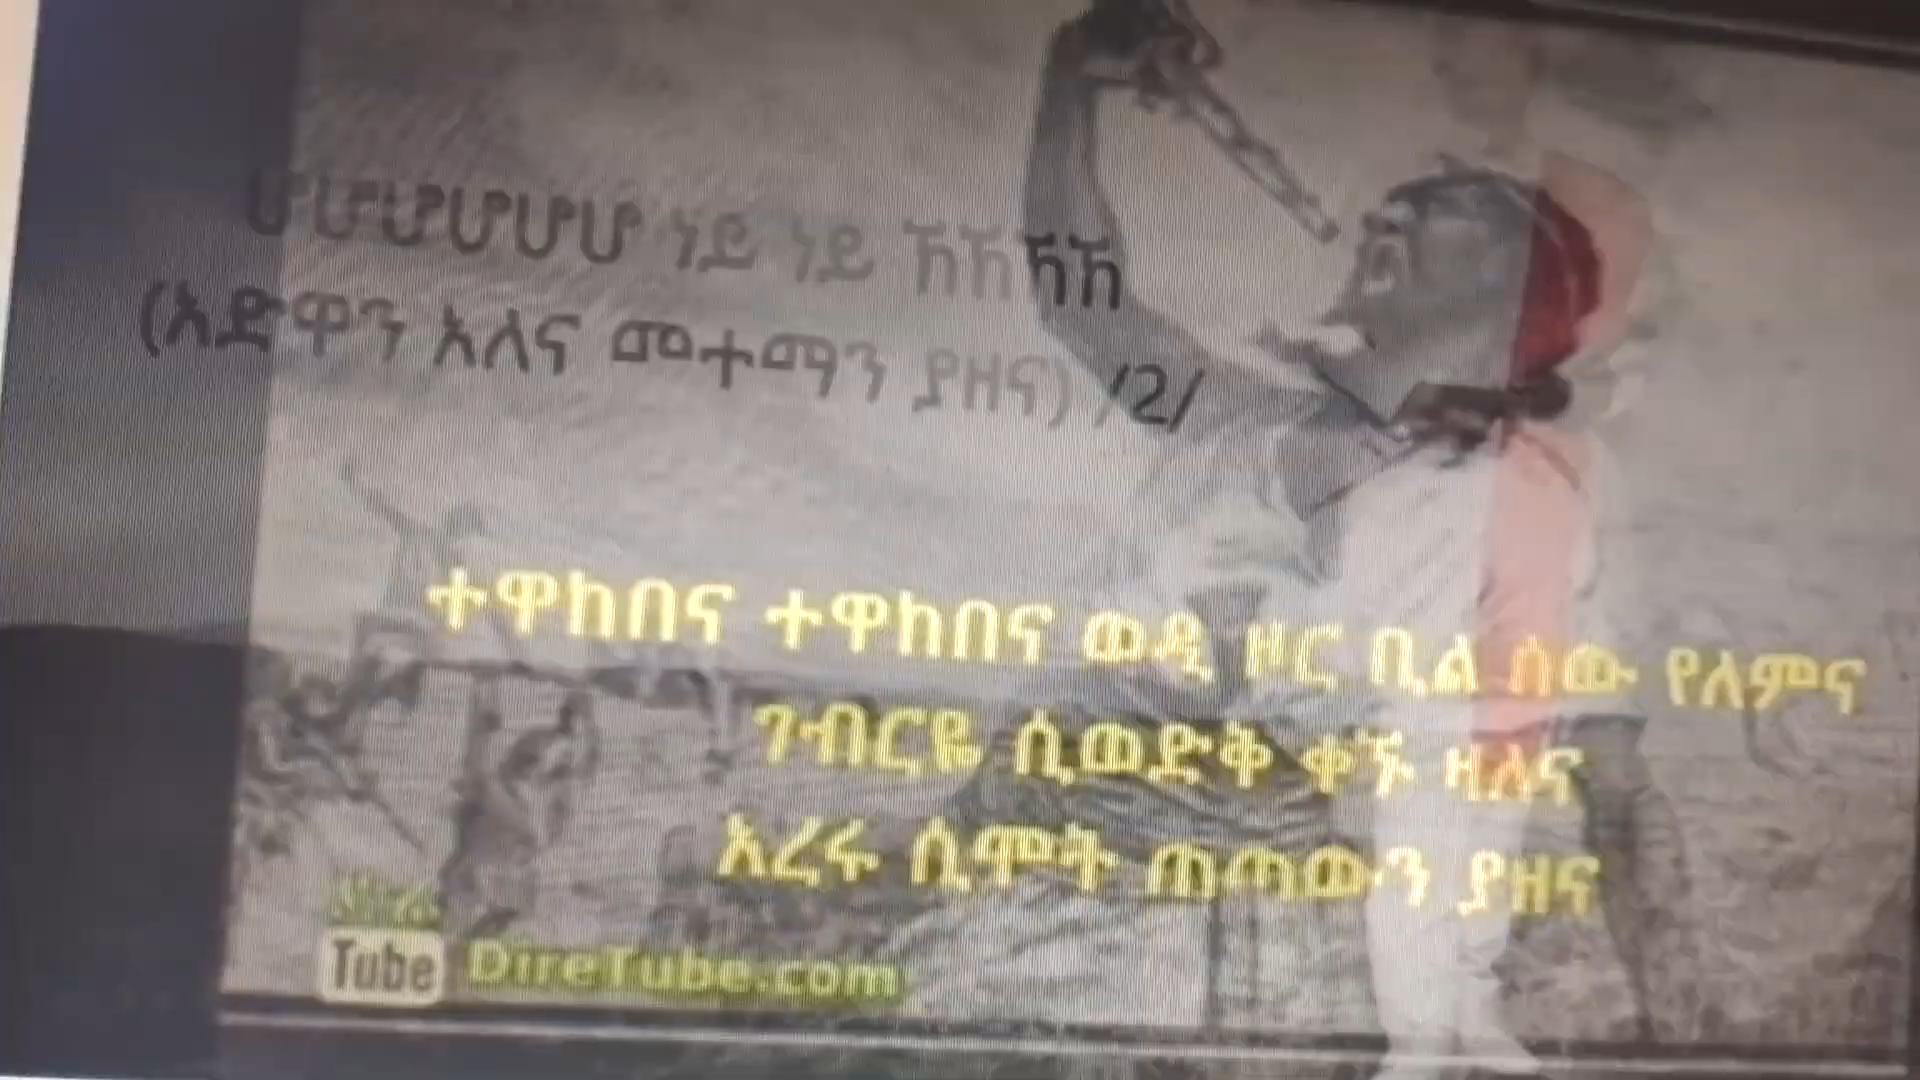 ሆሆሆሆሆሆ ነይ ነይ ኸኸኸኸ
(አድዋን አለና መተማን ያዘና) /2/
ተዋከበና ተዋከበና ወዲ ዞር ቢል ሰው የለምና
ገብርዬ ሲወድቅ ቀኙ ዛለና
አረሩ ሲሞት ጠጣውን ያዘና
Tube DireTube.com